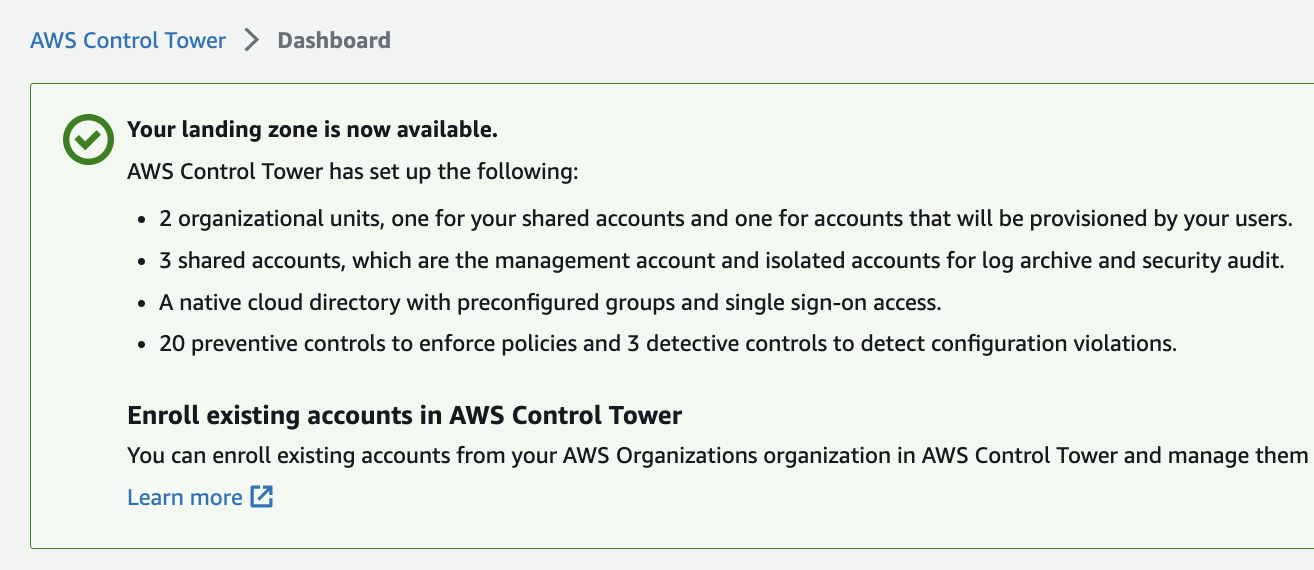 AWS Control Tower > Dashboard
Your landing zone is now available.
AWS Control Tower has set up the following:
• 2 organizational units, one for your shared accounts and one for accounts that will be provisioned by your users.
• 3 shared accounts, which are the management account and isolated accounts for log archive and security audit.
• A native cloud directory with preconfigured groups and single sign-on access.
• 20 preventive controls to enforce policies and 3 detective controls to detect configuration violations.
Enroll existing accounts in AWS Control Tower
You can enroll existing accounts from your AWS Organizations organization in AWS Control Tower and manage them
Learn more